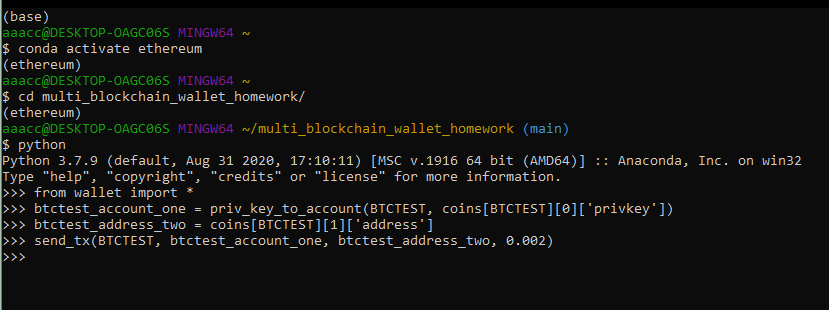 (base)
aaacc@DESKTOP-OAGC06S MINGW64 ~
$ conda activate ethereum
(ethereum)
aaacc@DESKTOP-OAGC06S MINGW64 ~
$ cd multi_blockchain_wallet_homework/
(ethereum)
aaacc@DESKTOP-OAGC06S MINGW64 ~/multi_blockchain_wallet_homework (main)
$ python
Python 3.7.9 (default, Aug 31 2020, 17:10:11) [MSC v.1916 64 bit (AMD64)] :: Anaconda, Inc. on win32
Type "help", "copyright", "credits" or "license" for more information.
>>> from wallet import *
>>> btctest_account_one = priv_key_to_account(BTCTEST, coins[BTCTEST][0]['privkey'])
>>> btctest_address_two = coins[BTCTEST][1]['address']
>>> send_tx(BTCTEST, btctest_account_one, btctest_address_two, 0.002)
>>>